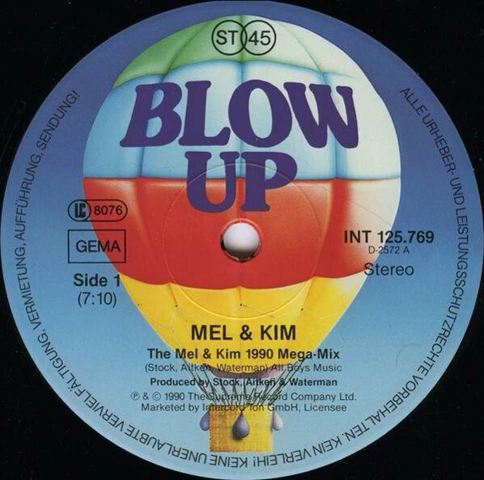 ST 45
BLOW
UP
LC 8076
GEMA
Side 1
(7:10)
INT 125.769
D-2572 A
Stereo
MEL & KIM
The Mel & Kim 1990 Mega-Mix
(Stock, Aitken, Waterman) All Boys Music
Produced by Stock, Aitken & Waterman
℗ & © 1990 The Supreme Record Company Ltd.
Marketed by Intercord Ton GmbH, Licensee
ALLE URHEBER- UND LEISTUNGSSCHUTZRECHTE VORBEHALTEN. KEIN VERLEIH! KEINE UNERLAUBTE VERVIELFÄLTIGUNG, VERMIETUNG, AUFFÜHRUNG, SENDUNG!